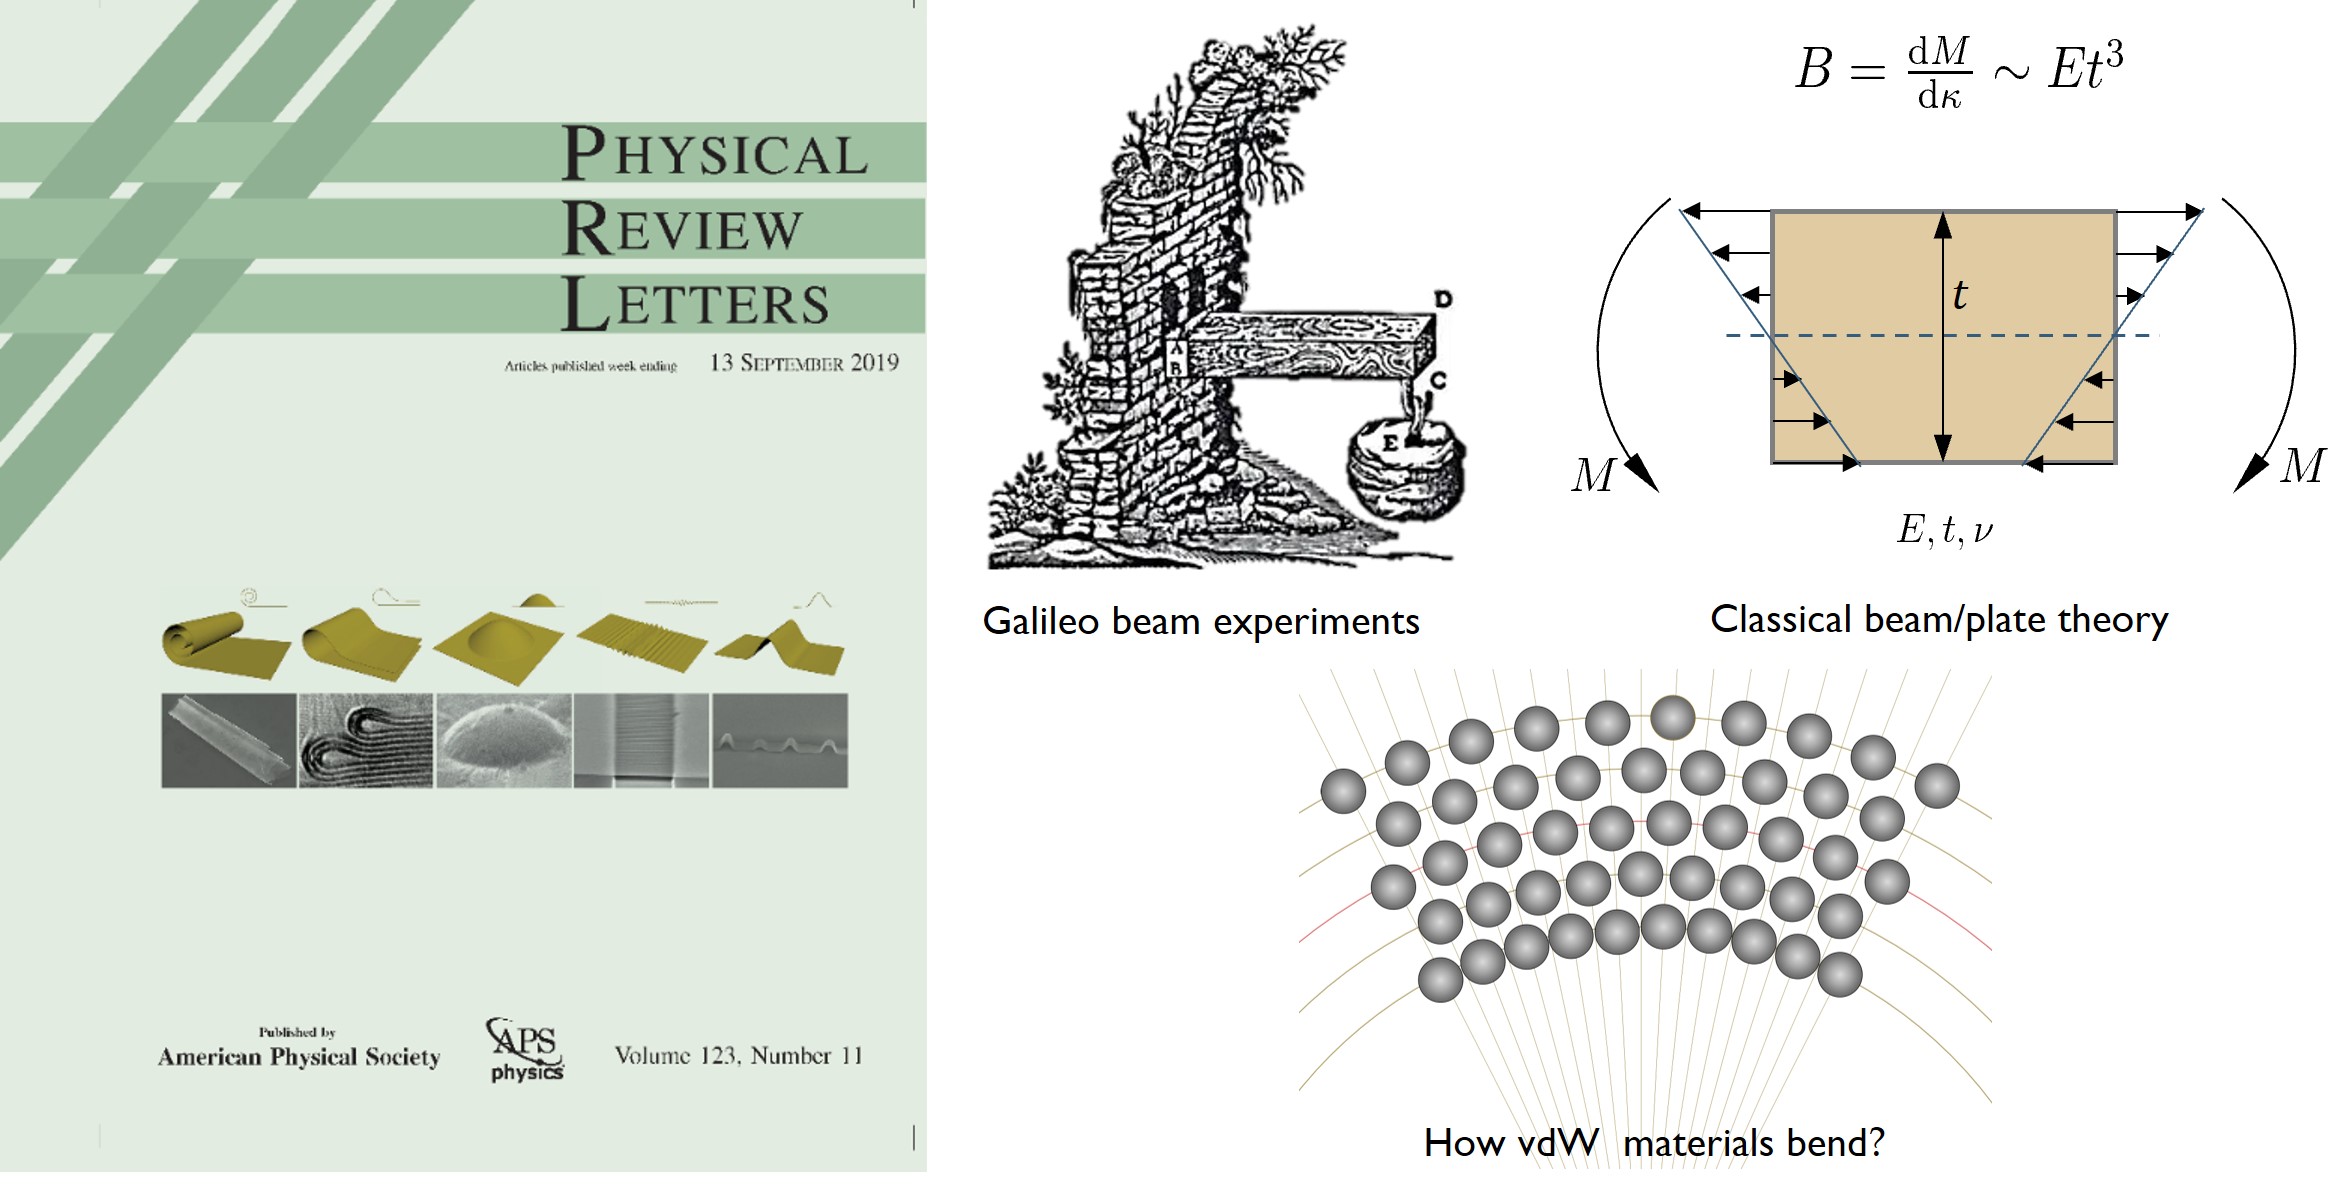 PHYSICAL
REVIEW
LETTERS
Articles published week ending 13 SEPTEMBER 2019
Published by
American Physical Society
APS
physics
Volume 123, Number 11
A
B
D
C
E
Galileo beam experiments
B = dM/dκ ∼ Et³
t
M
M
E, t, ν
Classical beam/plate theory
How vdW materials bend?